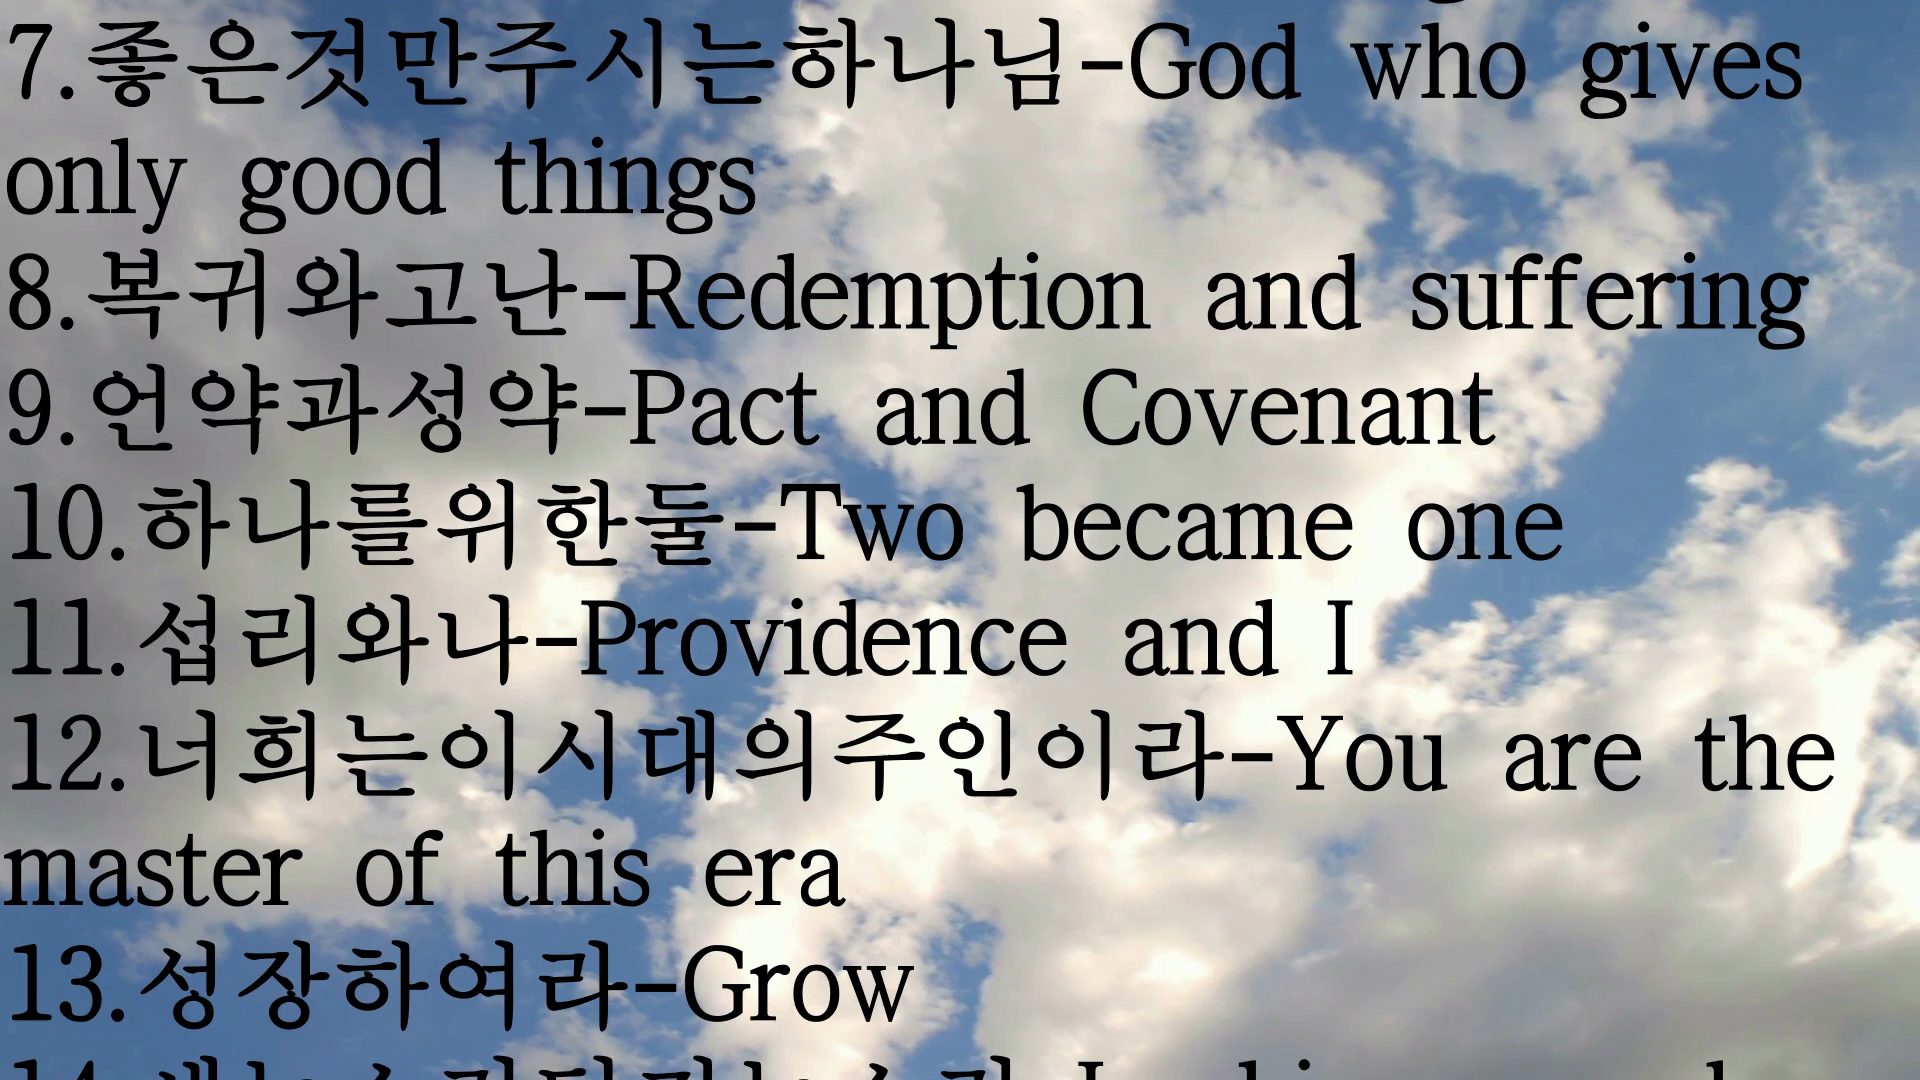 7.좋은것만주시는하나님-God who gives
only good things
8.복귀와고난-Redemption and suffering
9.언약과성약-Pact and Covenant
10.하나를위한둘-Two became one
11.섭리와나-Providence and I
12.너희는이시대의주인이라-You are the
master of this era
13.성장하여라-Grow